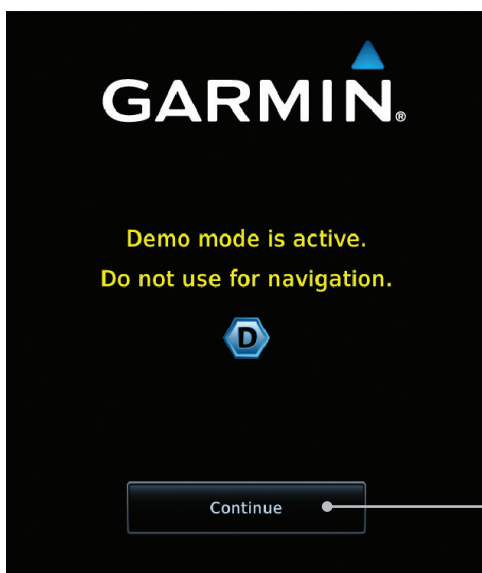 GARMIN®
Demo mode is active.
Do not use for navigation.
D
Continue